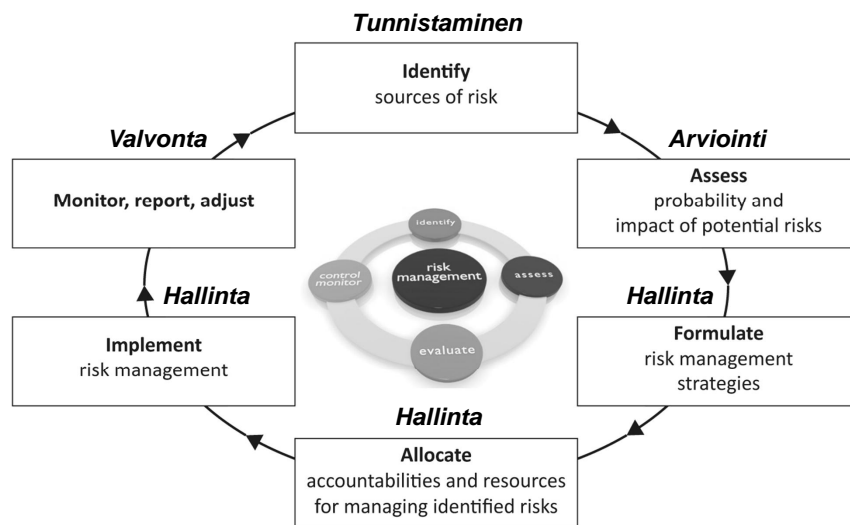 Tunnistaminen
Identify
sources of risk
Arviointi
Assess
probability and
impact of potential risks
Hallinta
Formulate
risk management
strategies
Hallinta
Allocate
accountabilities and resources
for managing identified risks
Hallinta
Implement
risk management
Valvonta
Monitor, report, adjust
identify
risk
management
assess
evaluate
control
monitor